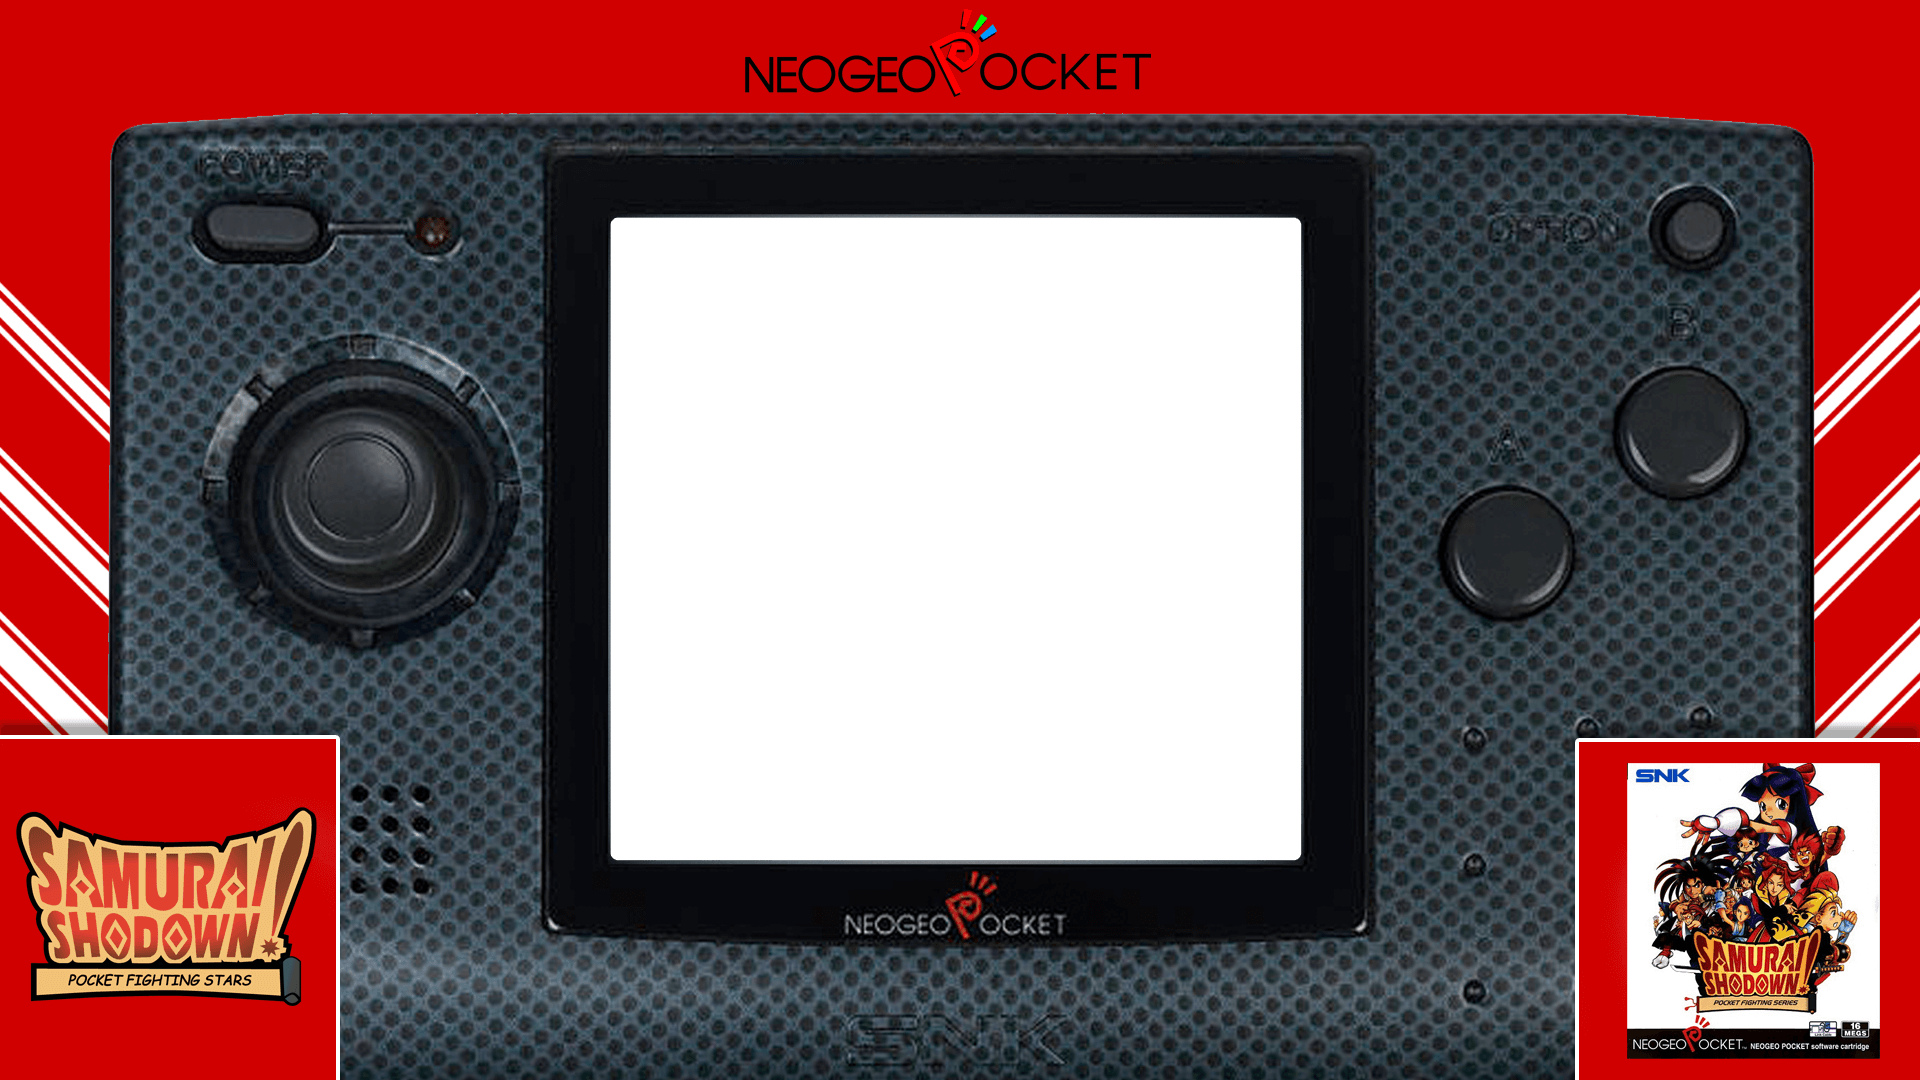 NEOGEO POCKET
POWER
OPTION
B
A
NEOGEO POCKET
SNK
SAMURAI
SHODOWN!
POCKET FIGHTING STARS
SNK
SAMURAI
SHODOWN!
POCKET FIGHTING SERIES
16
MEGS
NEOGEO POCKET™ NEOGEO POCKET software cartridge